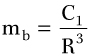 m_b = C_1 / R^3